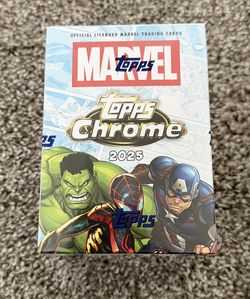 OFFICIAL LICENSED MARVEL TRADING CARDS
MARVEL
Topps
Topps
Chrome
2025
Topps